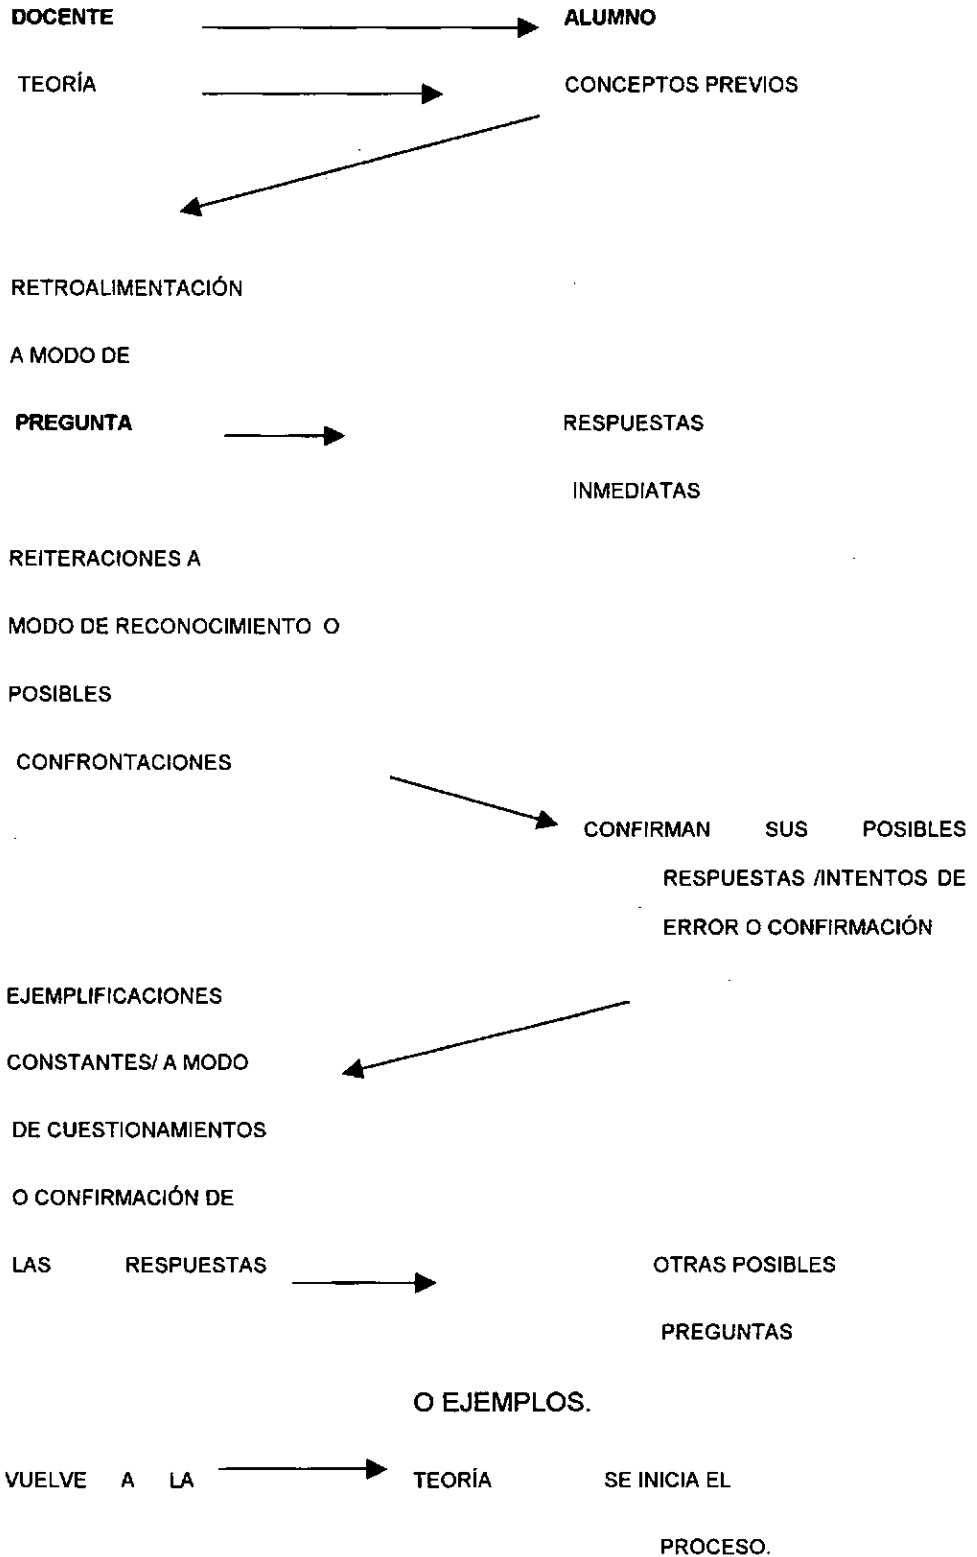 DOCENTE ALUMNO
TEORÍA CONCEPTOS PREVIOS
RETROALIMENTACIÓN
A MODO DE
PREGUNTA RESPUESTAS
INMEDIATAS
REITERACIONES A
MODO DE RECONOCIMIENTO O
POSIBLES
CONFRONTACIONES
CONFIRMAN SUS POSIBLES
RESPUESTAS /INTENTOS DE
ERROR O CONFIRMACIÓN
EJEMPLIFICACIONES
CONSTANTES/ A MODO
DE CUESTIONAMIENTOS
O CONFIRMACIÓN DE
LAS RESPUESTAS OTRAS POSIBLES
PREGUNTAS
O EJEMPLOS.
VUELVE A LA TEORÍA SE INICIA EL
PROCESO.